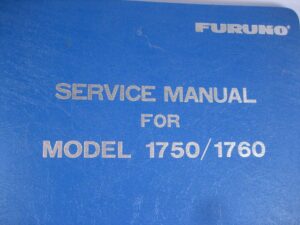 FURUNO
SERVICE MANUAL
FOR
MODEL 1750/1760